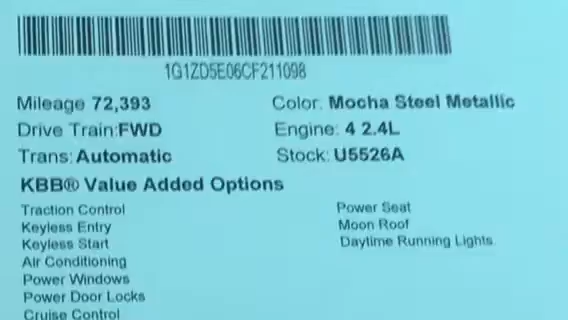 1G1ZD5E06CF211098
Mileage 72,393 Color: Mocha Steel Metallic
Drive Train:FWD Engine: 4 2.4L
Trans: Automatic Stock: U5526A
KBB® Value Added Options
Traction Control Power Seat
Keyless Entry Moon Roof
Keyless Start Daytime Running Lights
Air Conditioning
Power Windows
Power Door Locks
Cruise Control